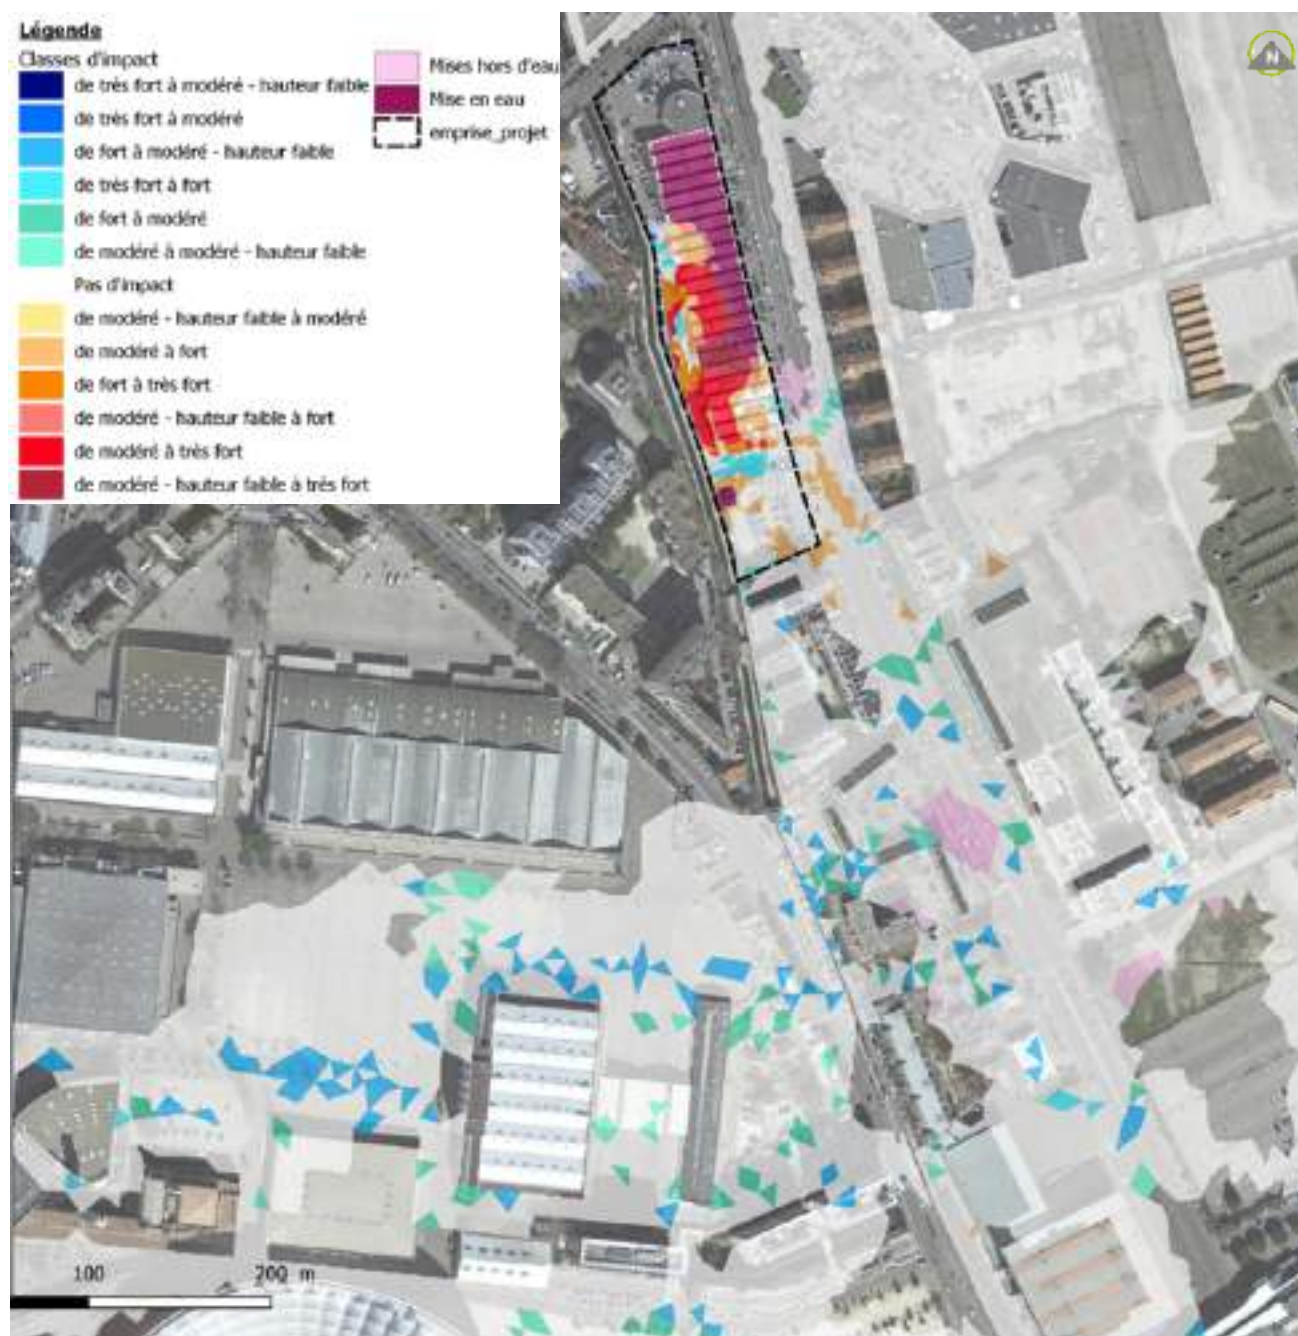 Légende
Classes d'impact
de très fort à modéré - hauteur faible
de très fort à modéré
de fort à modéré - hauteur faible
de très fort à fort
de fort à modéré
de modéré à modéré - hauteur faible
Pas d'impact
de modéré - hauteur faible à modéré
de modéré à fort
de fort à très fort
de modéré - hauteur faible à fort
de modéré à très fort
de modéré - hauteur faible à très fort
Mises hors d'eau
Mise en eau
emprise_projet
N
100 200 m